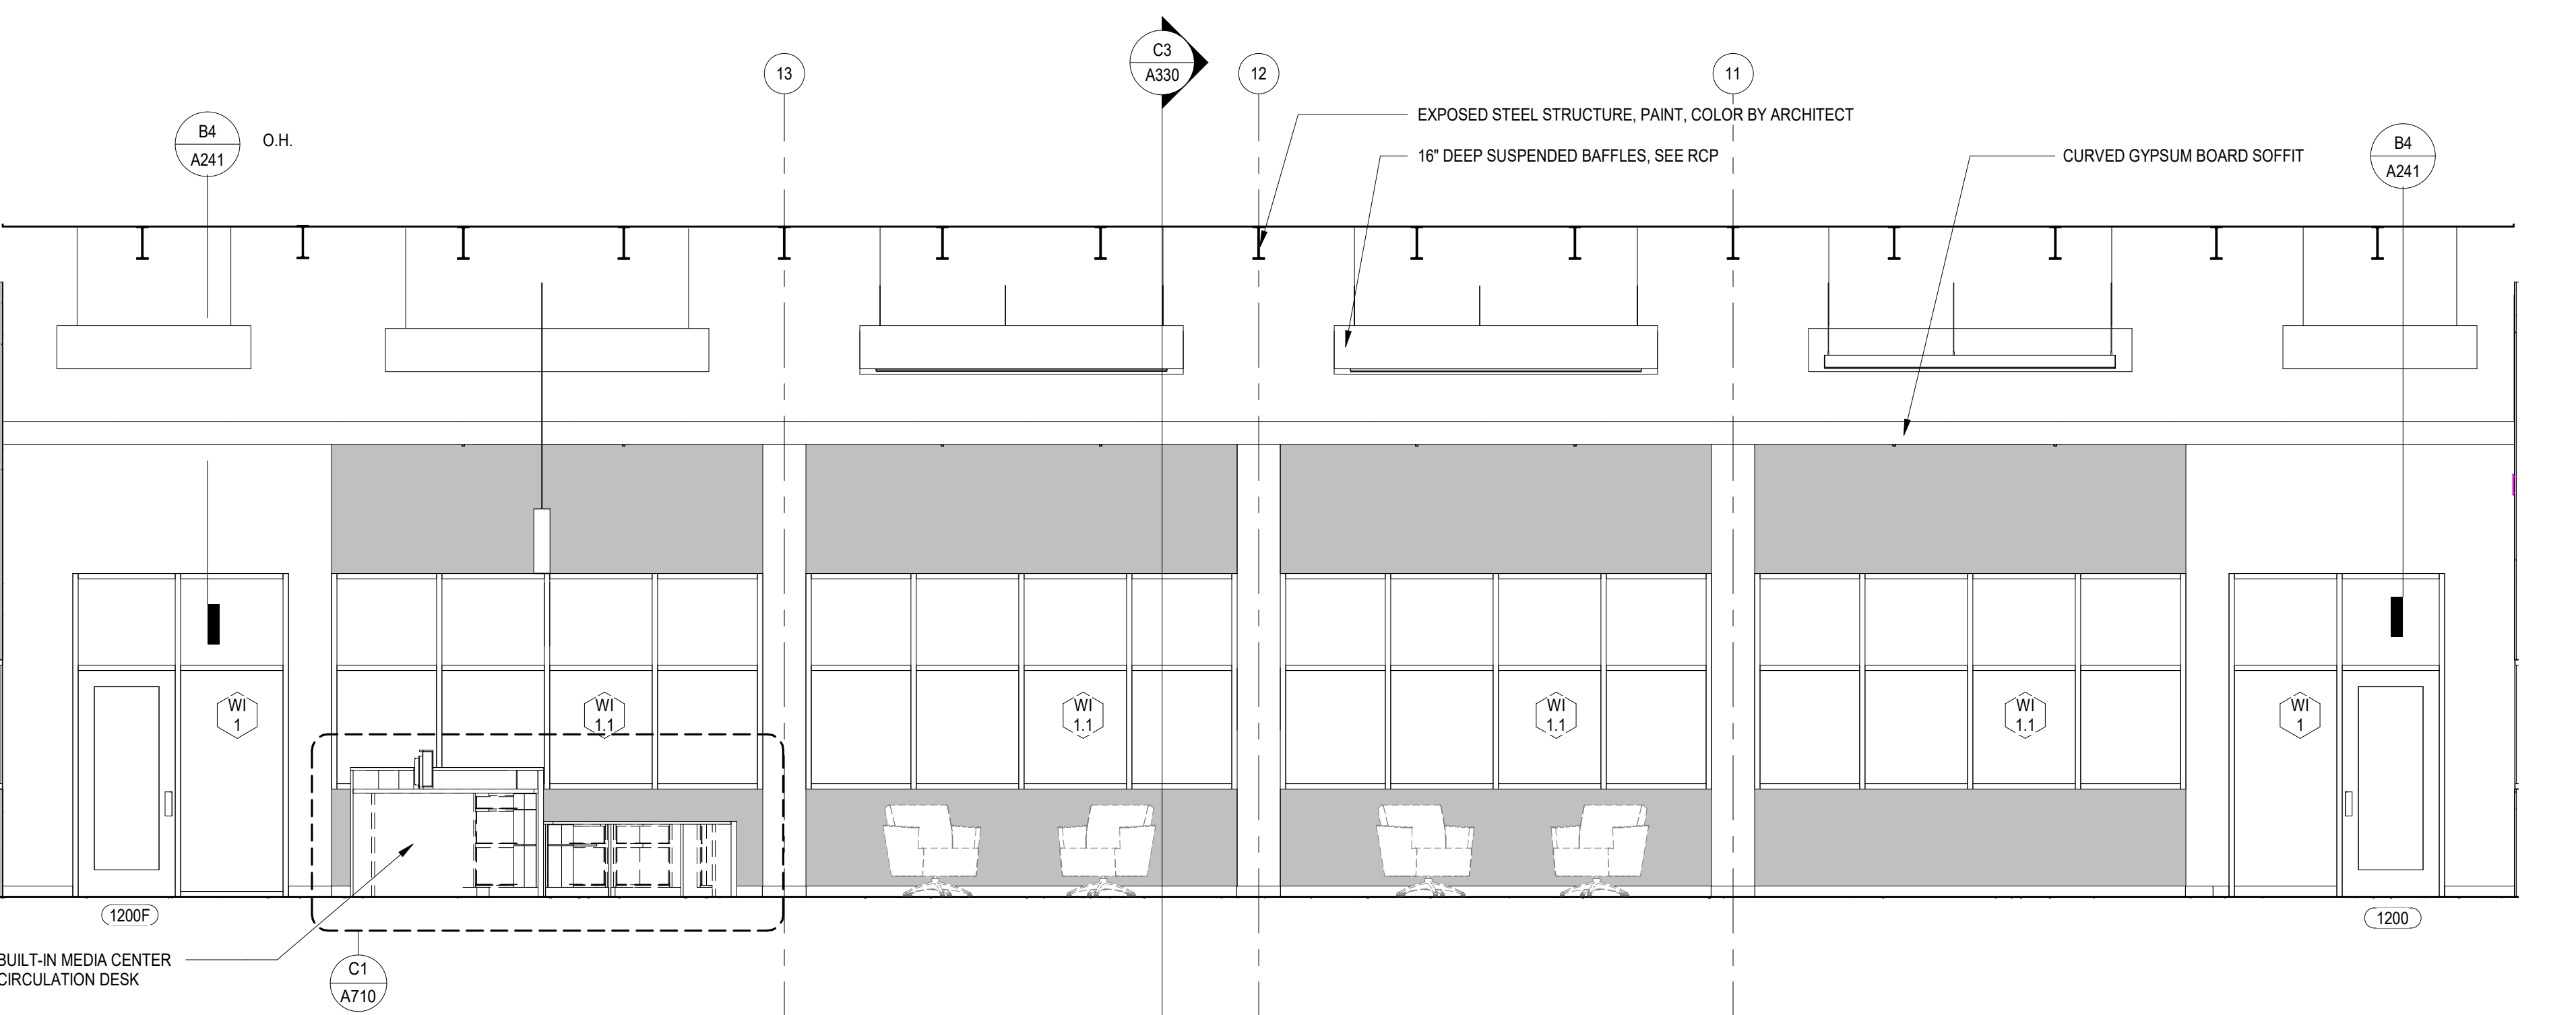 C3
A330
13
12
11
EXPOSED STEEL STRUCTURE, PAINT, COLOR BY ARCHITECT
B4
A241
O.H.
16" DEEP SUSPENDED BAFFLES, SEE RCP
CURVED GYPSUM BOARD SOFFIT
B4
A241
WI
1
WI
1.1
WI
1.1
WI
1.1
WI
1.1
WI
1
1200F
1200
BUILT-IN MEDIA CENTER
CIRCULATION DESK
C1
A710